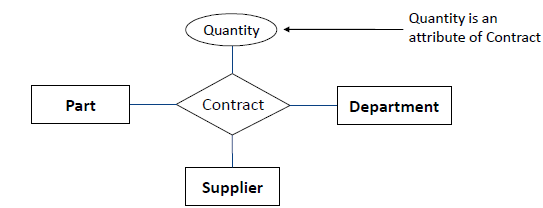 Quantity
Quantity is an
attribute of Contract
Part
Contract
Department
Supplier